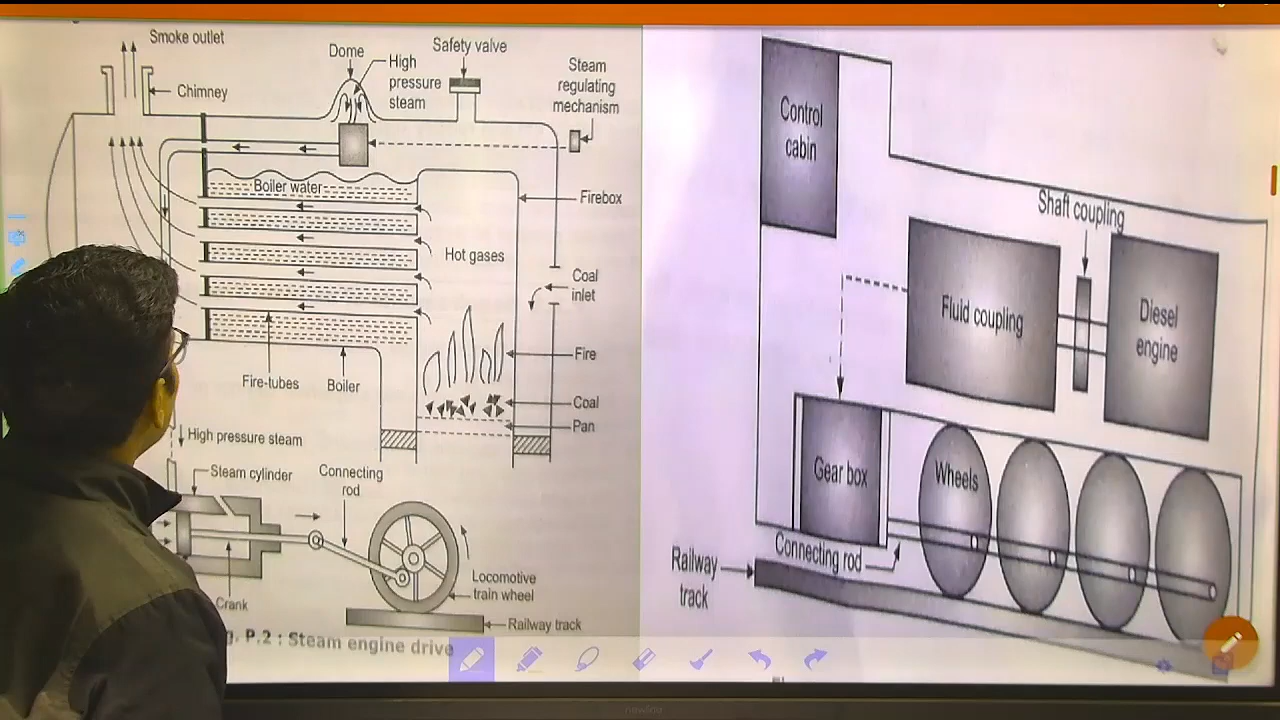 Smoke outlet
Chimney
Dome
High
pressure
steam
Safety valve
Steam
regulating
mechanism
Boiler water
Firebox
Hot gases
Coal
inlet
Fire-tubes
Boiler
Fire
Coal
Pan
High pressure steam
Steam cylinder
Connecting
rod
Crank
Locomotive
train wheel
Railway track
P.2 : Steam engine drive
Control
cabin
Shaft coupling
Fluid coupling
Diesel
engine
Gear box
Wheels
Connecting rod
Railway
track
newline